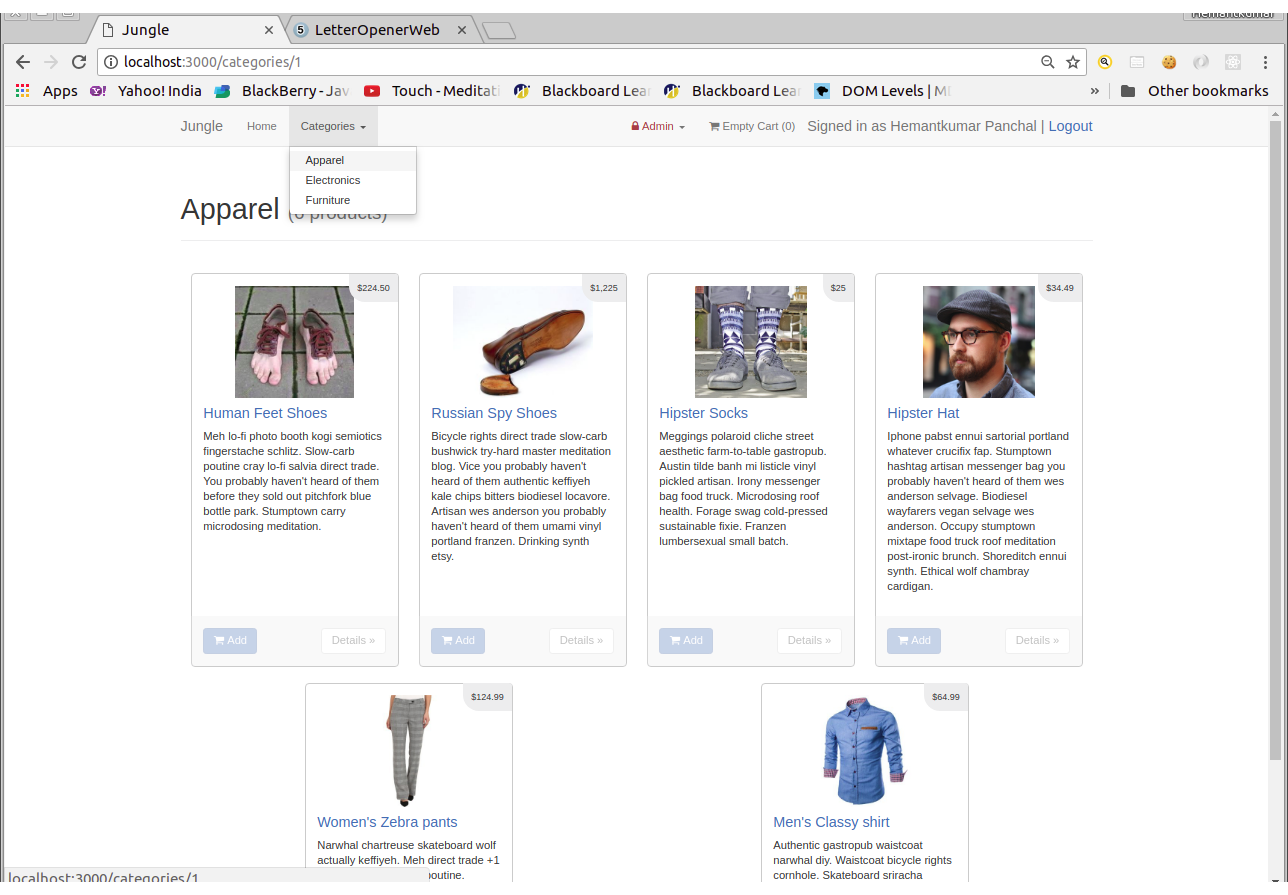 Hemantkumar
Jungle
LetterOpenerWeb
localhost:3000/categories/1
Apps
Yahoo! India
BlackBerry - Jav
Touch - Meditati
Blackboard Lear
Blackboard Lear
DOM Levels | M
»
Other bookmarks
Jungle
Home
Categories
Admin
Empty Cart (0)
Signed in as Hemantkumar Panchal | Logout
Apparel
Electronics
Furniture
Apparel (6 products)
$224.50
Human Feet Shoes
Meh lo-fi photo booth kogi semiotics
fingerstache schlitz. Slow-carb
poutine cray lo-fi salvia direct trade.
You probably haven't heard of them
before they sold out pitchfork blue
bottle park. Stumptown carry
microdosing meditation.
Add
Details »
$1,225
Russian Spy Shoes
Bicycle rights direct trade slow-carb
bushwick try-hard master meditation
blog. Vice you probably haven't
heard of them authentic keffiyeh
kale chips bitters biodiesel locavore.
Artisan wes anderson you probably
haven't heard of them umami vinyl
portland franzen. Drinking synth
etsy.
Add
Details »
$25
Hipster Socks
Meggings polaroid cliche street
aesthetic farm-to-table gastropub.
Austin tilde banh mi listicle vinyl
pickled artisan. Irony messenger
bag food truck. Microdosing roof
health. Forage swag cold-pressed
sustainable fixie. Franzen
lumbersexual small batch.
Add
Details »
$34.49
Hipster Hat
Iphone pabst ennui sartorial portland
whatever crucifix fap. Stumptown
hashtag artisan messenger bag you
probably haven't heard of them wes
anderson selvage. Biodiesel
wayfarers vegan selvage wes
anderson. Occupy stumptown
mixtape food truck roof meditation
post-ironic brunch. Shoreditch ennui
synth. Ethical wolf chambray
cardigan.
Add
Details »
$124.99
Women's Zebra pants
Narwhal chartreuse skateboard wolf
actually keffiyeh. Meh direct trade +1
poutine.
$64.99
Men's Classy shirt
Authentic gastropub waistcoat
narwhal diy. Waistcoat bicycle rights
cornhole. Skateboard sriracha
localhost:3000/categories/1